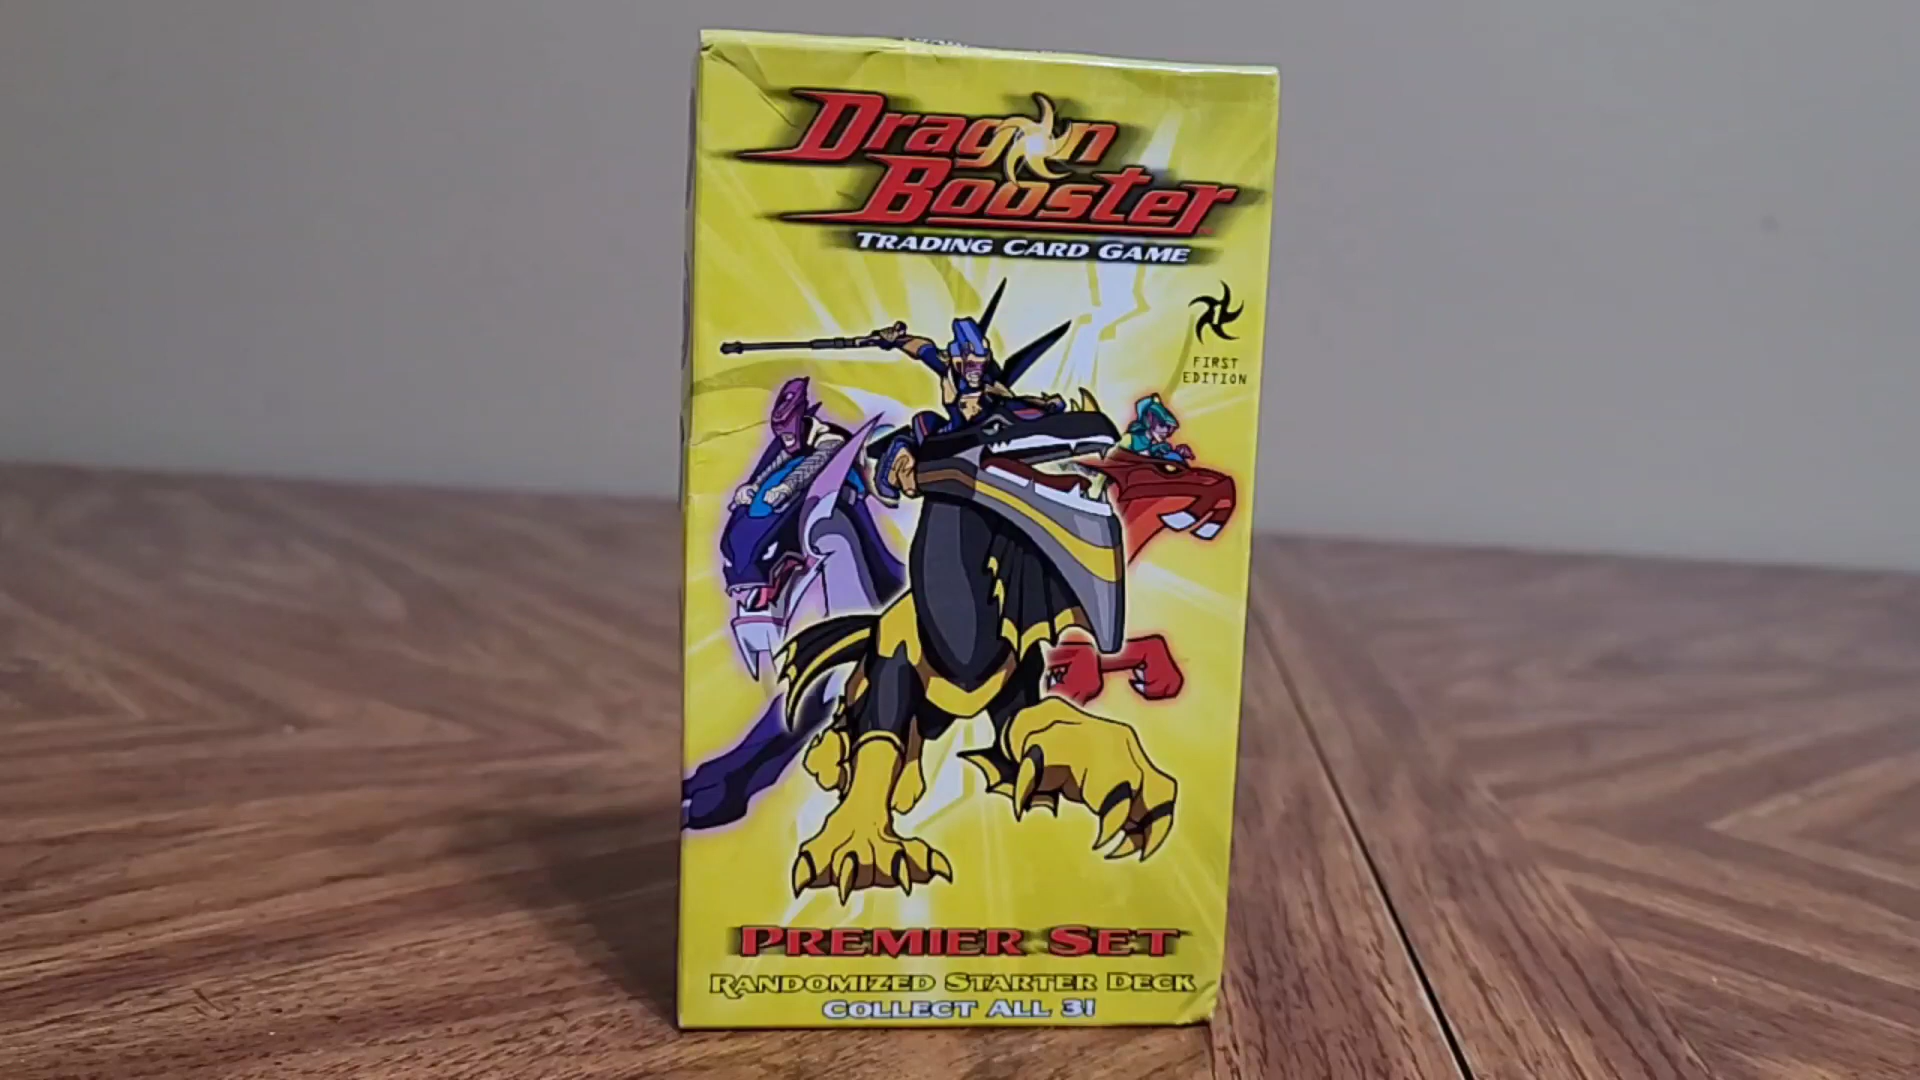 Dragon
Booster
TRADING CARD GAME
FIRST
EDITION
PREMIER SET
RANDOMIZED STARTER DECK
COLLECT ALL 3!